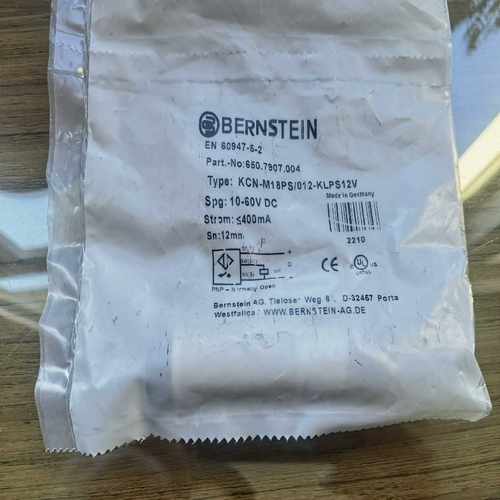 BERNSTEIN
EN 60947-5-2
Part.-No:650.7907.004
Type: KCN-M18PS/012-KLPS12V
Spg: 10-60V DC
Made in Germany
Strom: ≤400mA
Sn:12mm
2210
PNP - Normally Open
Bernstein AG, Tieloser Weg 6, D-32457 Porta
Westfalica: WWW.BERNSTEIN-AG.DE